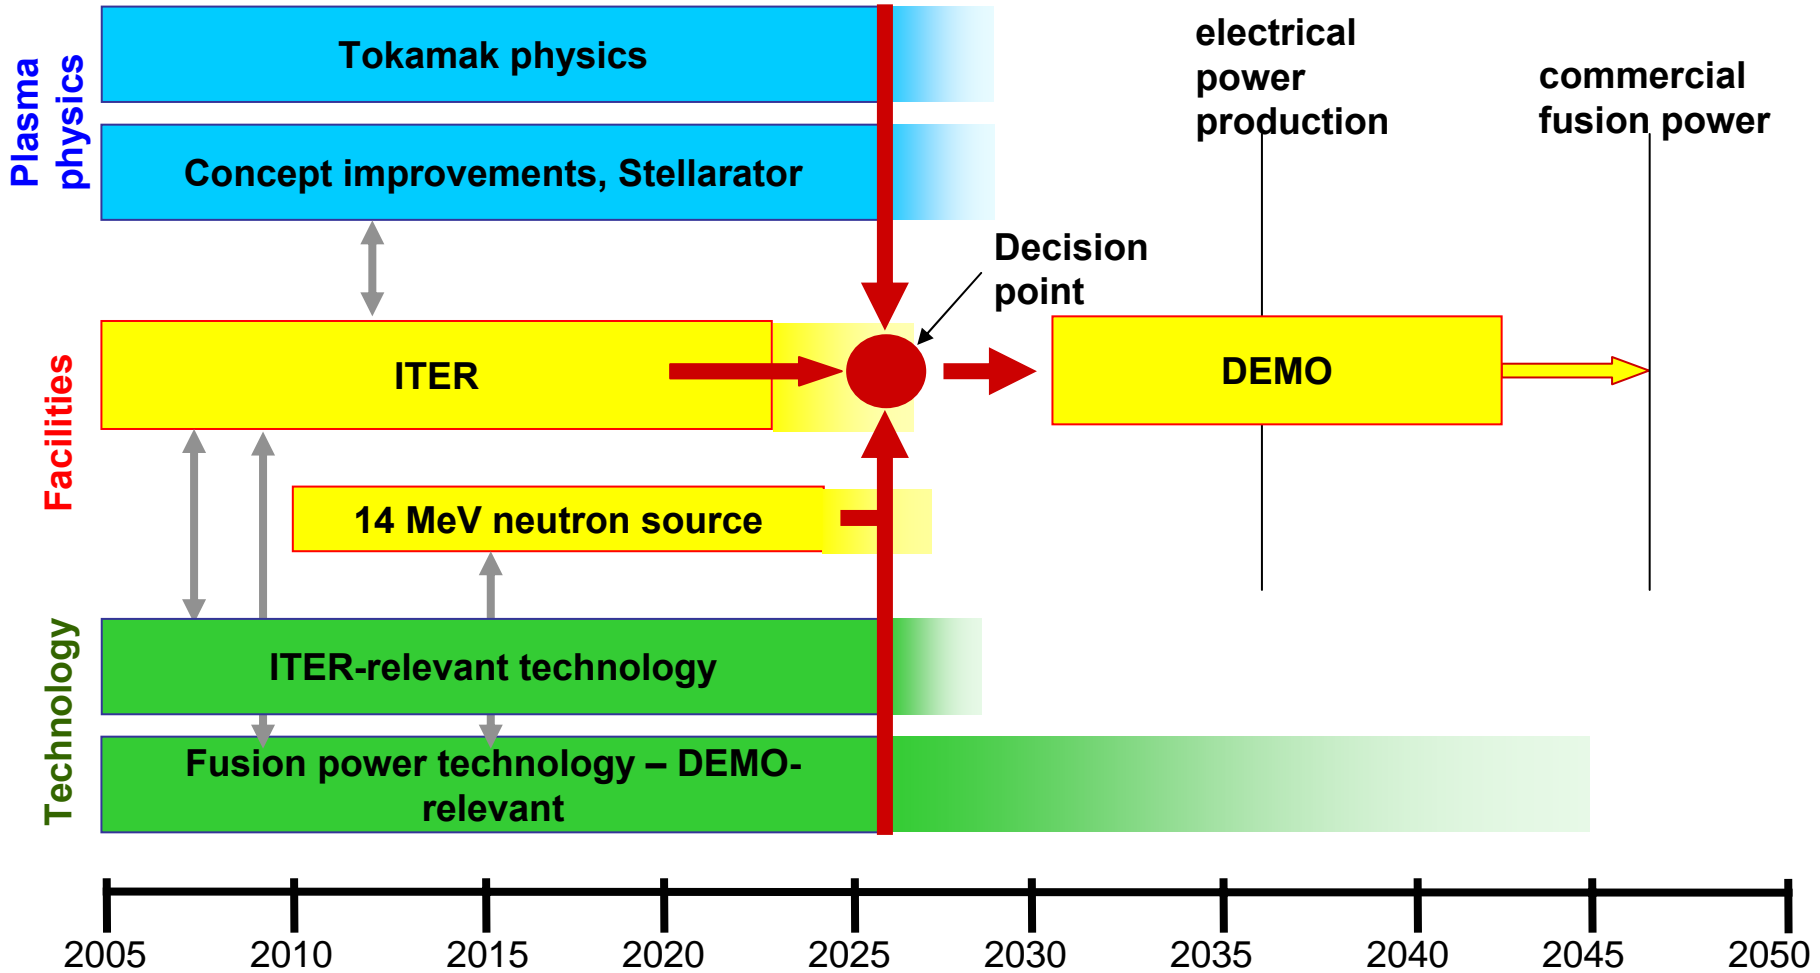 Plasma
physics
Tokamak physics
Concept improvements, Stellarator
electrical
power
production
commercial
fusion power
Decision
point
Facilities
ITER
DEMO
14 MeV neutron source
Technology
ITER-relevant technology
Fusion power technology – DEMO-
relevant
2005 2010 2015 2020 2025 2030 2035 2040 2045 2050